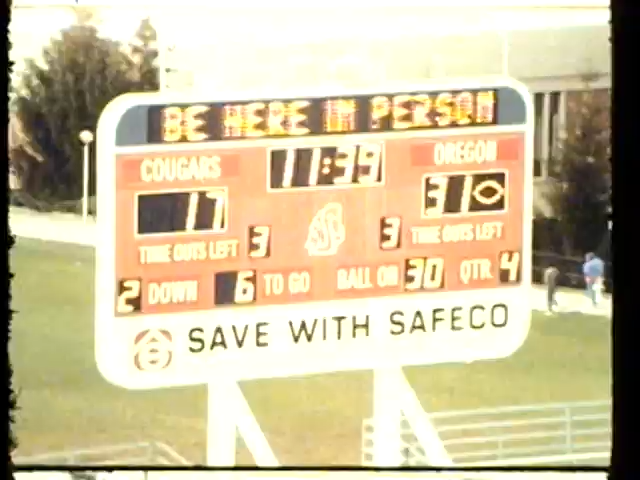 BE HERE IN PERSON
COUGARS 11:39 OREGON
17 31
TIME OUTS LEFT 3 3 TIME OUTS LEFT
2 DOWN 6 TO GO BALL ON 30 QTR 4
SAVE WITH SAFECO